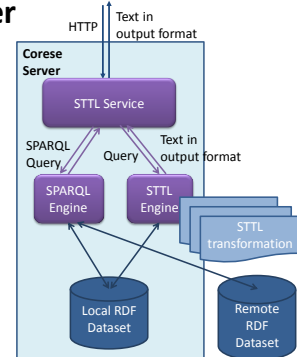 er
HTTP
Text in
output format
Corese
Server
STTL Service
SPARQL
Query
Query
Text in
output format
SPARQL
Engine
STTL
Engine
STTL
transformation
Local RDF
Dataset
Remote
RDF
Dataset